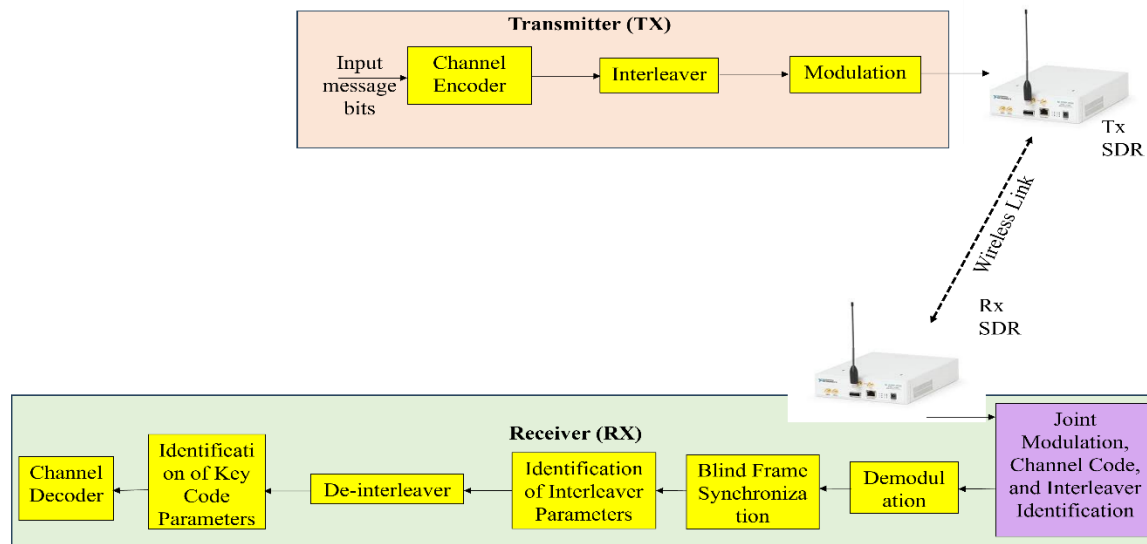 Transmitter (TX)
Input
message
bits
Channel
Encoder
Interleaver
Modulation
Tx
SDR
Wireless Link
Rx
SDR
Receiver (RX)
Joint
Modulation,
Channel Code,
and Interleaver
Identification
Demodul
ation
Blind Frame
Synchroniza
tion
Identification
of Interleaver
Parameters
De-interleaver
Identificati
on of Key
Code
Parameters
Channel
Decoder